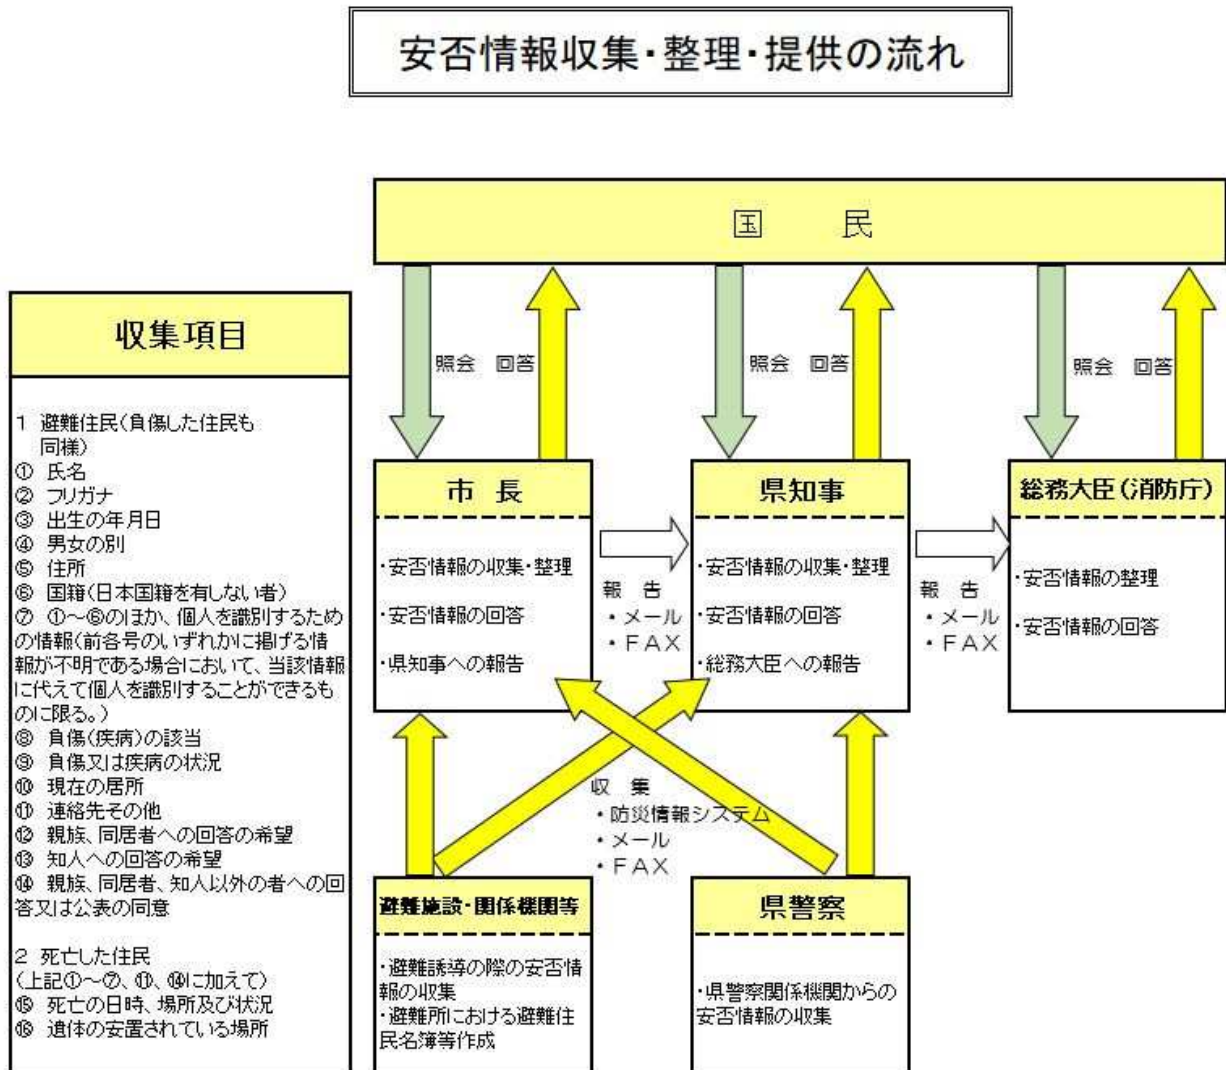 安否情報収集・整理・提供の流れ
国 民
収集項目
1 避難住民(負傷した住民も
同様)
① 氏名
② フリガナ
③ 出生の年月日
④ 男女の別
⑤ 住所
⑥ 国籍(日本国籍を有しない者)
⑦ ①～⑥のほか、個人を識別するため
の情報(前各号のいずれかに掲げる情
報が不明である場合において、当該情報
に代えて個人を識別することができるも
のに限る。)
⑧ 負傷(疾病)の該当
⑨ 負傷又は疾病の状況
⑩ 現在の居所
⑪ 連絡先その他
⑫ 親族、同居者への回答の希望
⑬ 知人への回答の希望
⑭ 親族、同居者、知人以外の者への回
答又は公表の同意
2 死亡した住民
(上記①～⑦、⑪、⑭に加えて)
⑮ 死亡の日時、場所及び状況
⑯ 遺体の安置されている場所
照会 回答
照会 回答
照会 回答
市 長
・安否情報の収集・整理
・安否情報の回答
・県知事への報告
報 告
・メール
・FAX
県知事
・安否情報の収集・整理
・安否情報の回答
・総務大臣への報告
報 告
・メール
・FAX
総務大臣(消防庁)
・安否情報の整理
・安否情報の回答
収 集
・防災情報システム
・メール
・FAX
避難施設・関係機関等
・避難誘導の際の安否情
報の収集
・避難所における避難住
民名簿等作成
県警察
・県警察関係機関からの
安否情報の収集